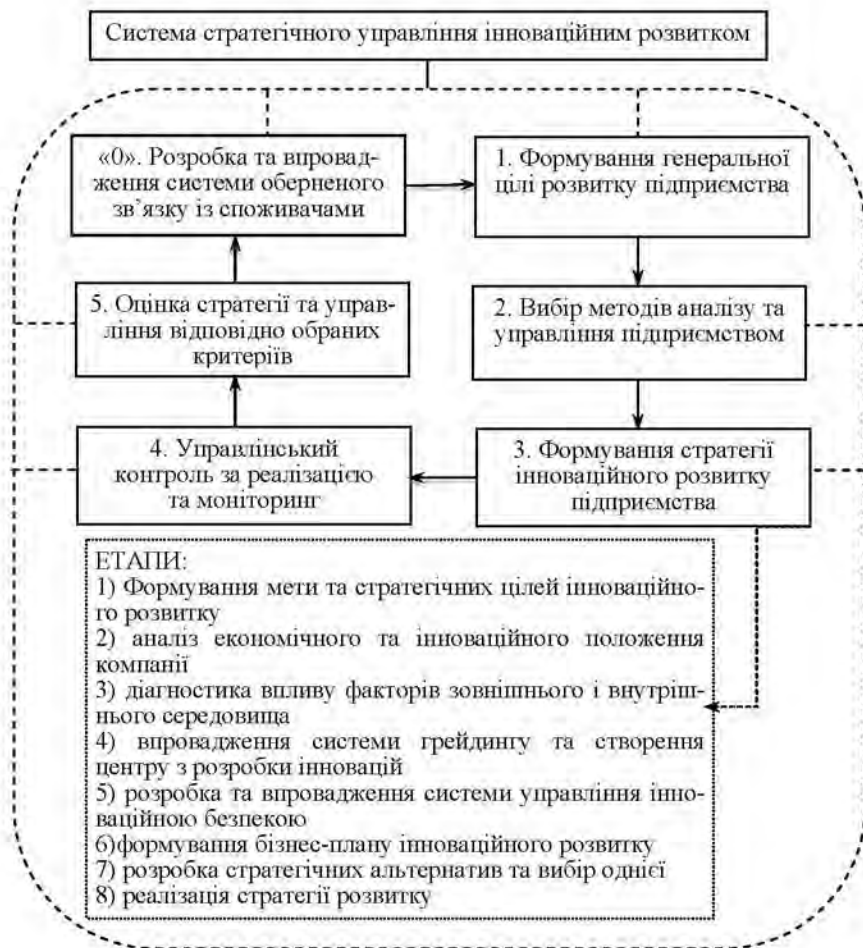 Система стратегічного управління інноваційним розвитком
«0». Розробка та впровад-
ження системи оберненого
зв’язку із споживачами
1. Формування генеральної
цілі розвитку підприємства
5. Оцінка стратегії та управ-
ління відповідно обраних
критеріїв
2. Вибір методів аналізу та
управління підприємством
4. Управлінський
контроль за реалізацією
та моніторинг
3. Формування стратегії
інноваційного розвитку
підприємства
ЕТАПИ:
1) Формування мети та стратегічних цілей інноваційно-
го розвитку
2) аналіз економічного та інноваційного положення
компанії
3) діагностика впливу факторів зовнішнього і внутріш-
нього середовища
4) впровадження системи грейдингу та створення
центру з розробки інновацій
5) розробка та впровадження системи управління інно-
ваційною безпекою
6)формування бізнес-плану інноваційного розвитку
7) розробка стратегічних альтернатив та вибір однієї
8) реалізація стратегії розвитку